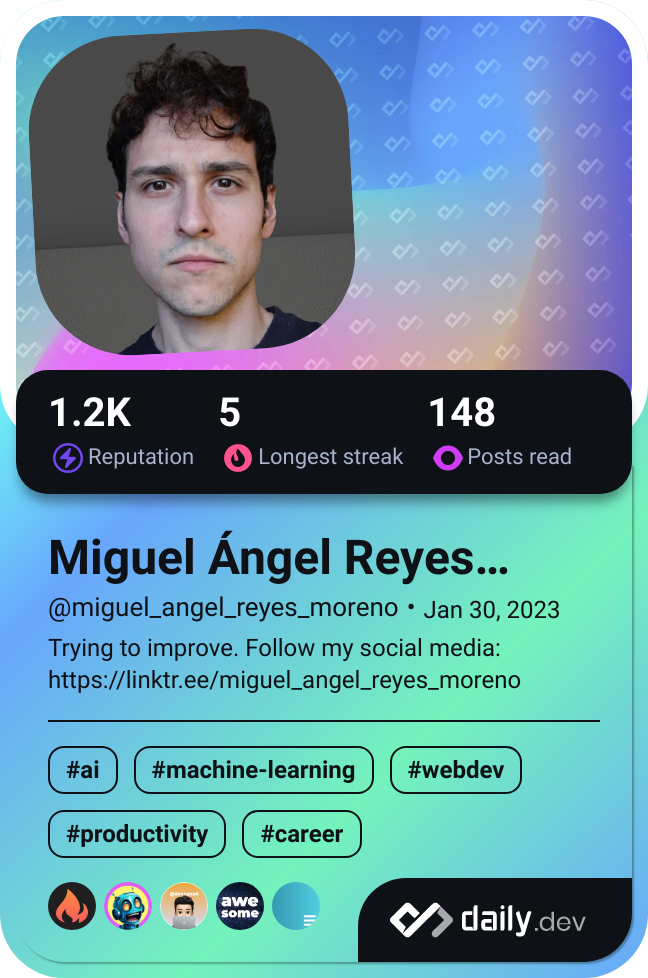 1.2K 5 148
Reputation Longest streak Posts read
Miguel Ángel Reyes...
@miguel_angel_reyes_moreno • Jan 30, 2023
Trying to improve. Follow my social media:
https://linktr.ee/miguel_angel_reyes_moreno
#ai #machine-learning #webdev
#productivity #career
awe
some
daily.dev